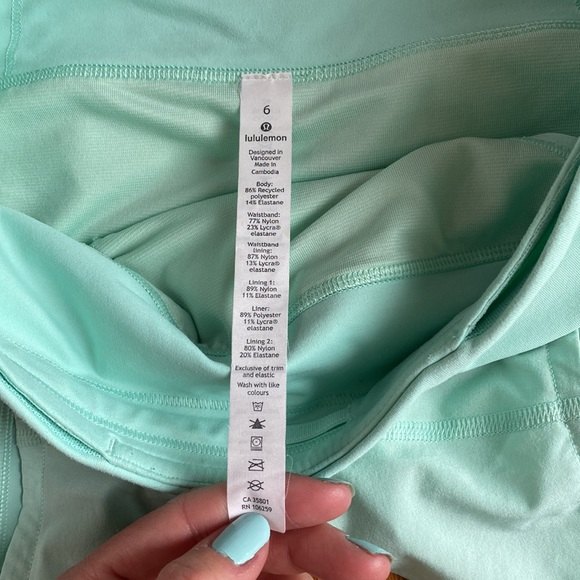 6
lululemon
Designed in
Vancouver
Made in
Cambodia
Body:
86% Recycled
polyester
14% Elastane
Waistband:
77% Nylon
23% Lycra®
elastane
Waistband
lining:
87% Nylon
13% Lycra®
elastane
Lining 1:
89% Nylon
11% Elastane
Liner:
89% Polyester
11% Lycra®
elastane
Lining 2:
80% Nylon
20% Elastane
Exclusive of trim
and elastic
Wash with like
colours
CA 35801
RN 106259